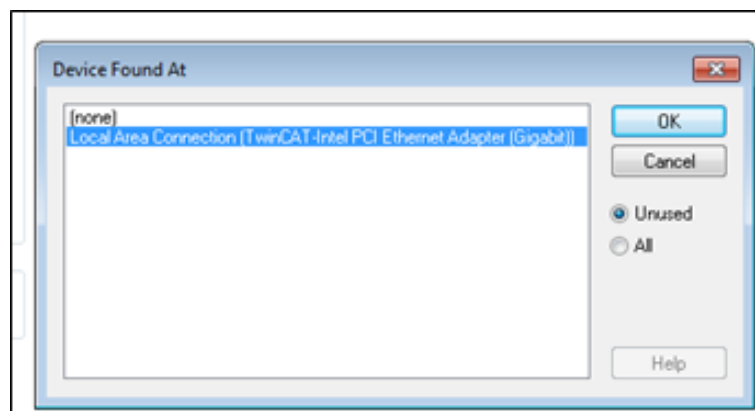 Device Found At
(none)
Local Area Connection (TwinCAT-Intel PCI Ethernet Adapter (Gigabit))
OK
Cancel
Unused
All
Help